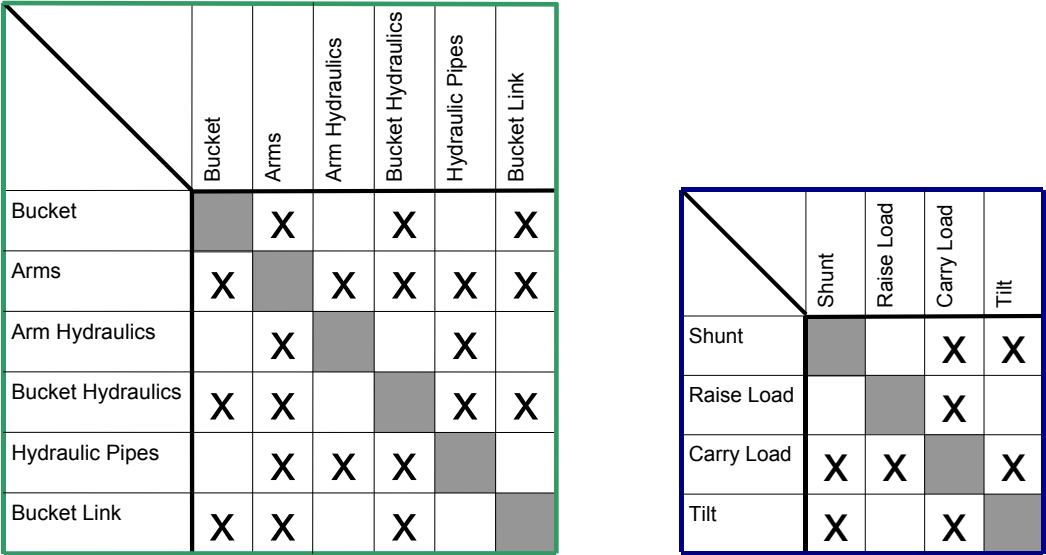 Bucket
Arms
Arm Hydraulics
Bucket Hydraulics
Hydraulic Pipes
Bucket Link
Bucket X X X
Arms X X X X X
Arm Hydraulics X X
Bucket Hydraulics X X X X
Hydraulic Pipes X X X
Bucket Link X X X
Shunt
Raise Load
Carry Load
Tilt
Shunt X X
Raise Load X
Carry Load X X X
Tilt X X